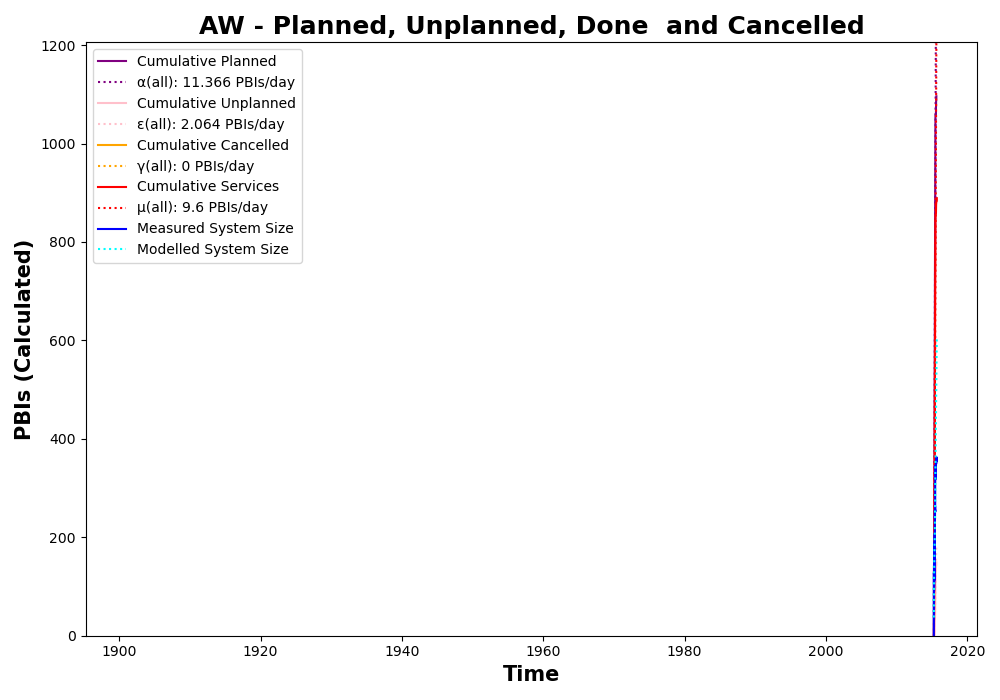 AW - Planned, Unplanned, Done  and Cancelled
1200
1000
800
600
400
200
0
PBIs (Calculated)
Cumulative Planned
α(all): 11.366 PBIs/day
Cumulative Unplanned
ε(all): 2.064 PBIs/day
Cumulative Cancelled
γ(all): 0 PBIs/day
Cumulative Services
μ(all): 9.6 PBIs/day
Measured System Size
Modelled System Size
1900 1920 1940 1960 1980 2000 2020
Time